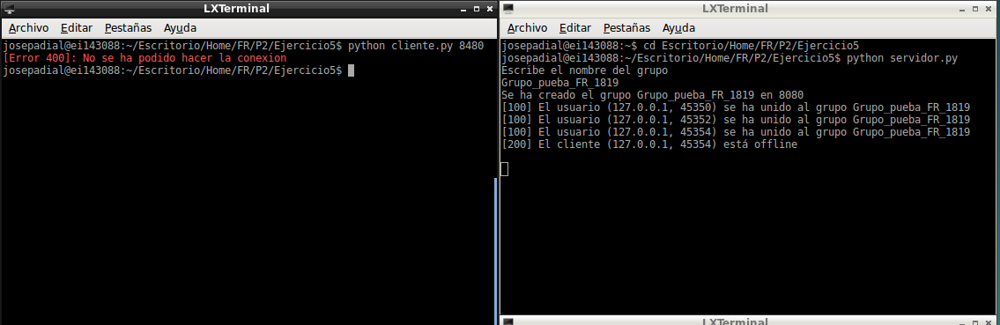 LXTerminal
Archivo Editar Pestañas Ayuda
josepadial@ei143088:~/Escritorio/Home/FR/P2/Ejercicio5$ python cliente.py 8480
[Error 400]: No se ha podido hacer la conexion
josepadial@ei143088:~/Escritorio/Home/FR/P2/Ejercicio5$
LXTerminal
Archivo Editar Pestañas Ayuda
josepadial@ei143088:~$ cd Escritorio/Home/FR/P2/Ejercicio5
josepadial@ei143088:~/Escritorio/Home/FR/P2/Ejercicio5$ python servidor.py
Escribe el nombre del grupo
Grupo_pueba_FR_1819
Se ha creado el grupo Grupo_pueba_FR_1819 en 8080
[100] El usuario (127.0.0.1, 45350) se ha unido al grupo Grupo_pueba_FR_1819
[100] El usuario (127.0.0.1, 45352) se ha unido al grupo Grupo_pueba_FR_1819
[100] El usuario (127.0.0.1, 45354) se ha unido al grupo Grupo_pueba_FR_1819
[200] El cliente (127.0.0.1, 45354) está offline
LXTerminal